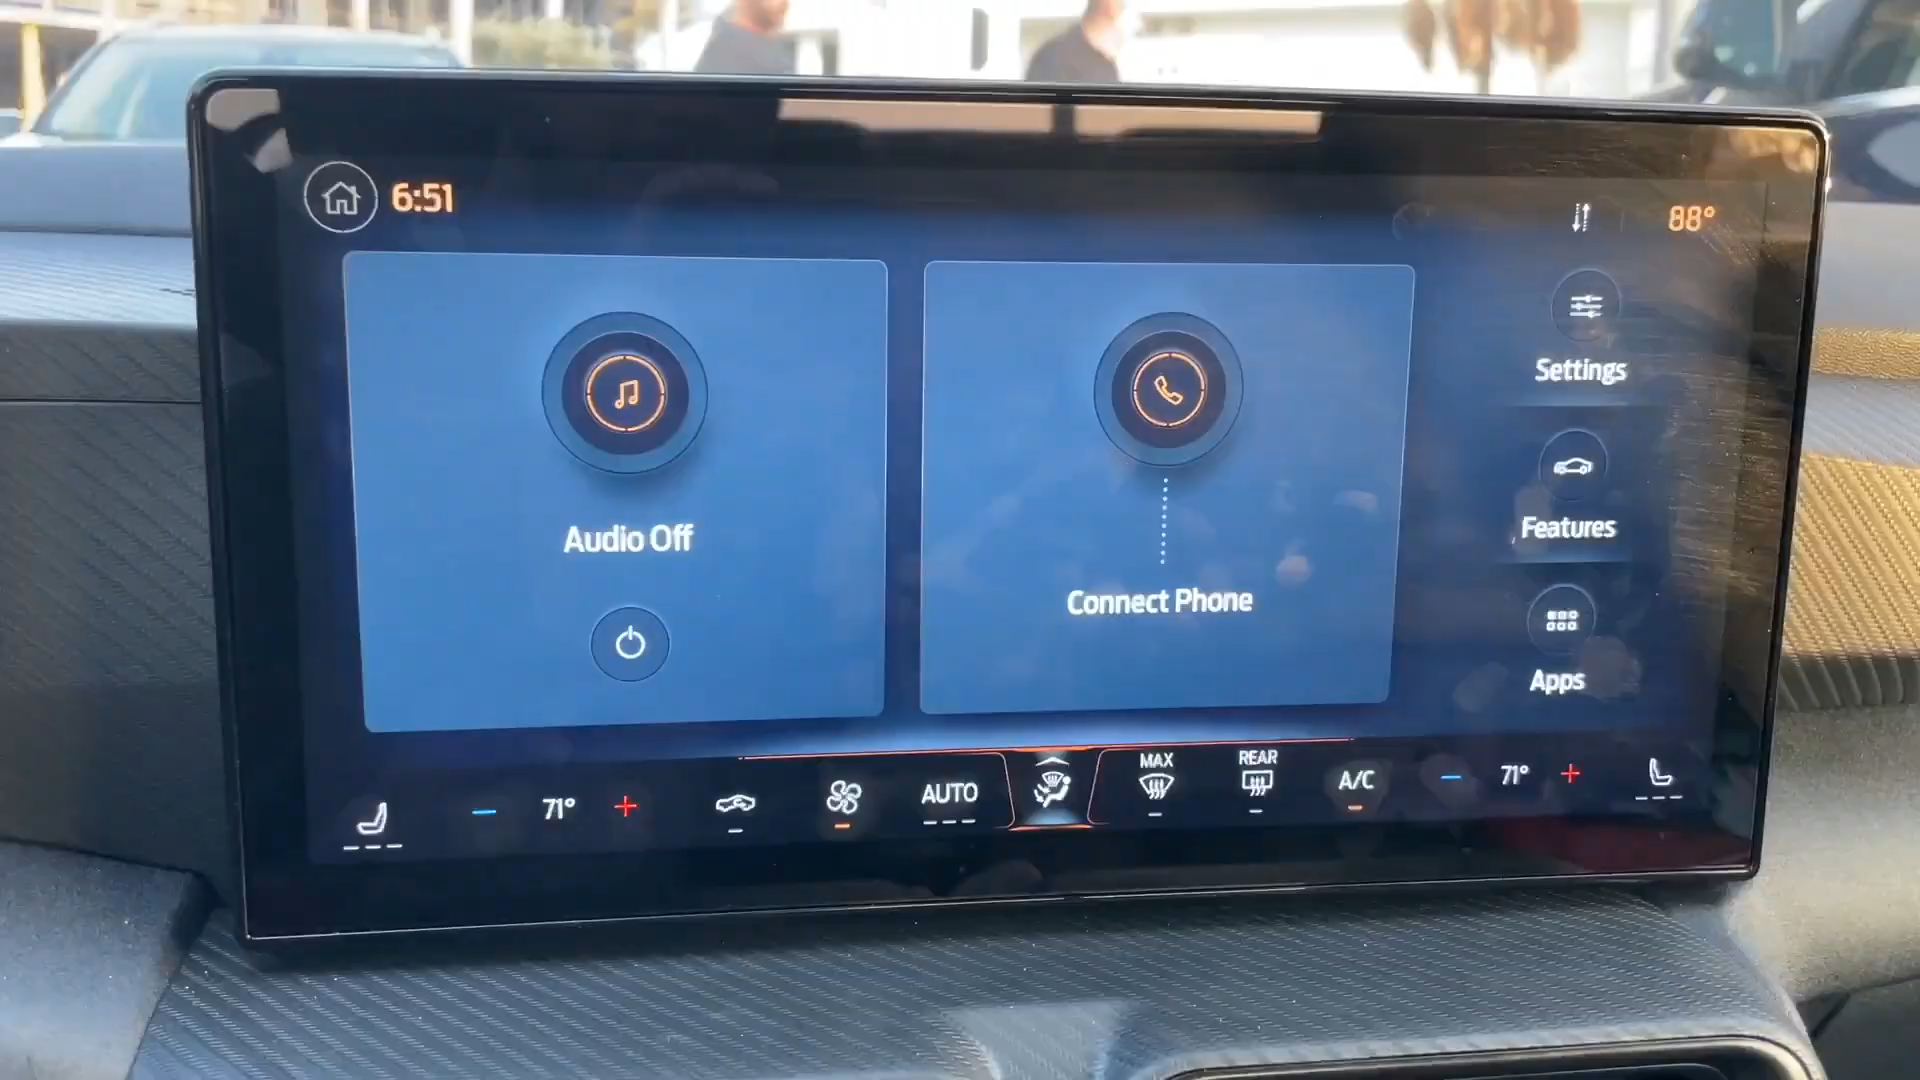 6:51
88°
Settings
Features
Audio Off
Connect Phone
Apps
71°
AUTO
MAX
REAR
A/C
71°